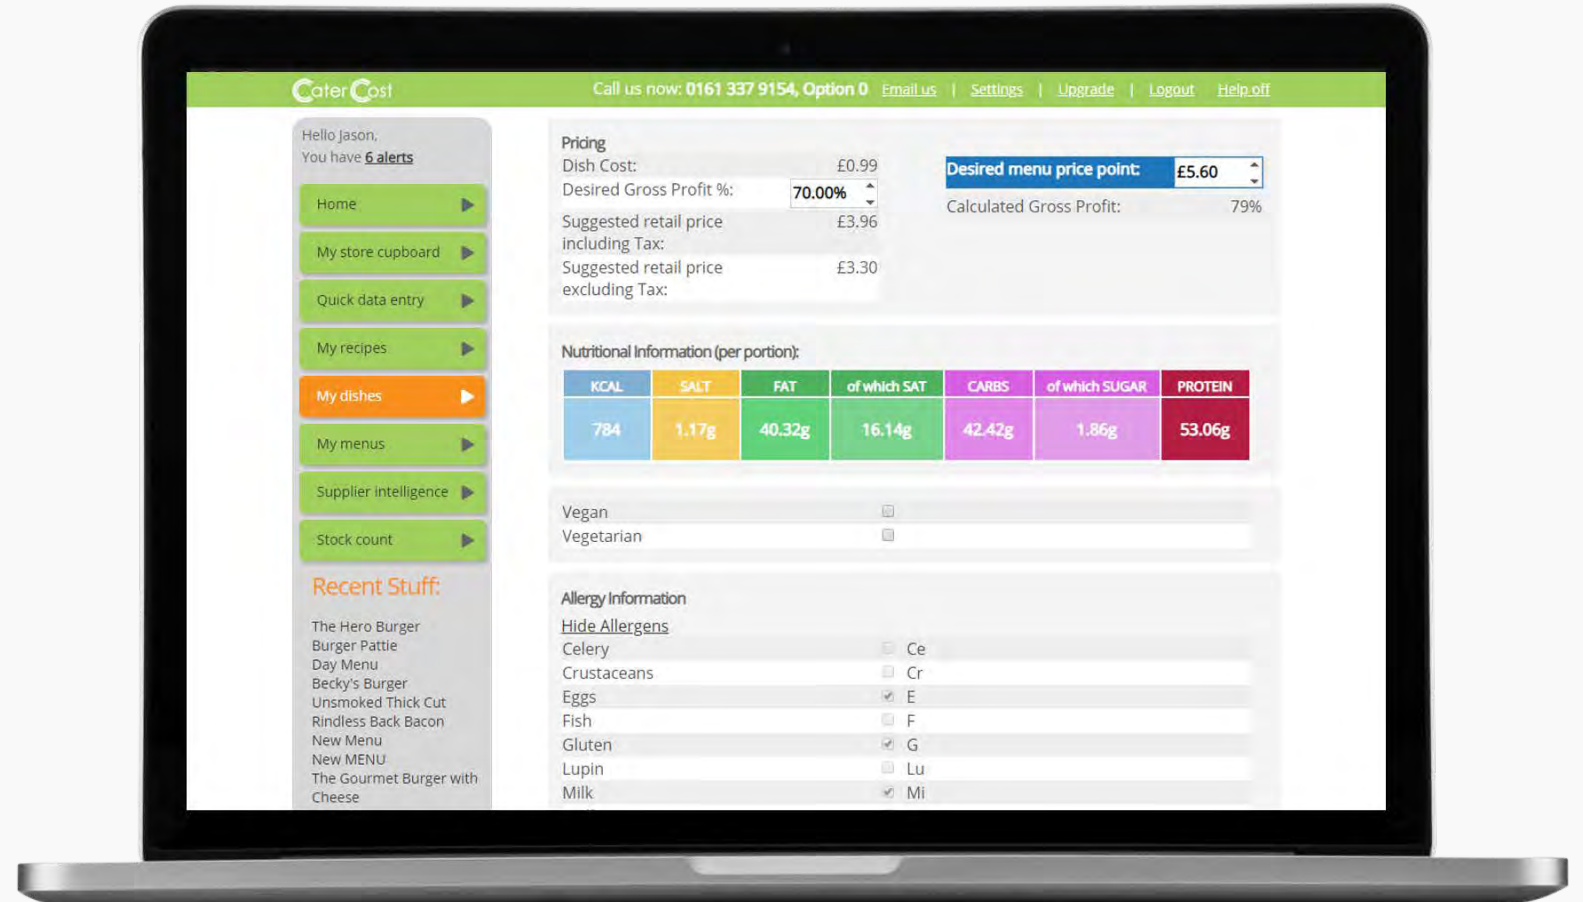 CaterCost
Call us now: 0161 337 9154, Option 0 Email us | Settings | Upgrade | Logout Help off
Hello Jason,
You have 6 alerts
Home
My store cupboard
Quick data entry
My recipes
My dishes
My menus
Supplier intelligence
Stock count
Recent Stuff:
The Hero Burger
Burger Pattie
Day Menu
Becky's Burger
Unsmoked Thick Cut
Rindless Back Bacon
New Menu
New MENU
The Gourmet Burger with
Cheese
Pricing
Dish Cost: £0.99
Desired Gross Profit %: 70.00%
Suggested retail price £3.96
including Tax:
Suggested retail price £3.30
excluding Tax:
Desired menu price point: £5.60
Calculated Gross Profit: 79%
Nutritional Information (per portion):
KCAL SALT FAT of which SAT CARBS of which SUGAR PROTEIN
784 1.17g 40.32g 16.14g 42.42g 1.86g 53.06g
Vegan
Vegetarian
Allergy Information
Hide Allergens
Celery Ce
Crustaceans Cr
Eggs E
Fish F
Gluten G
Lupin Lu
Milk Mi